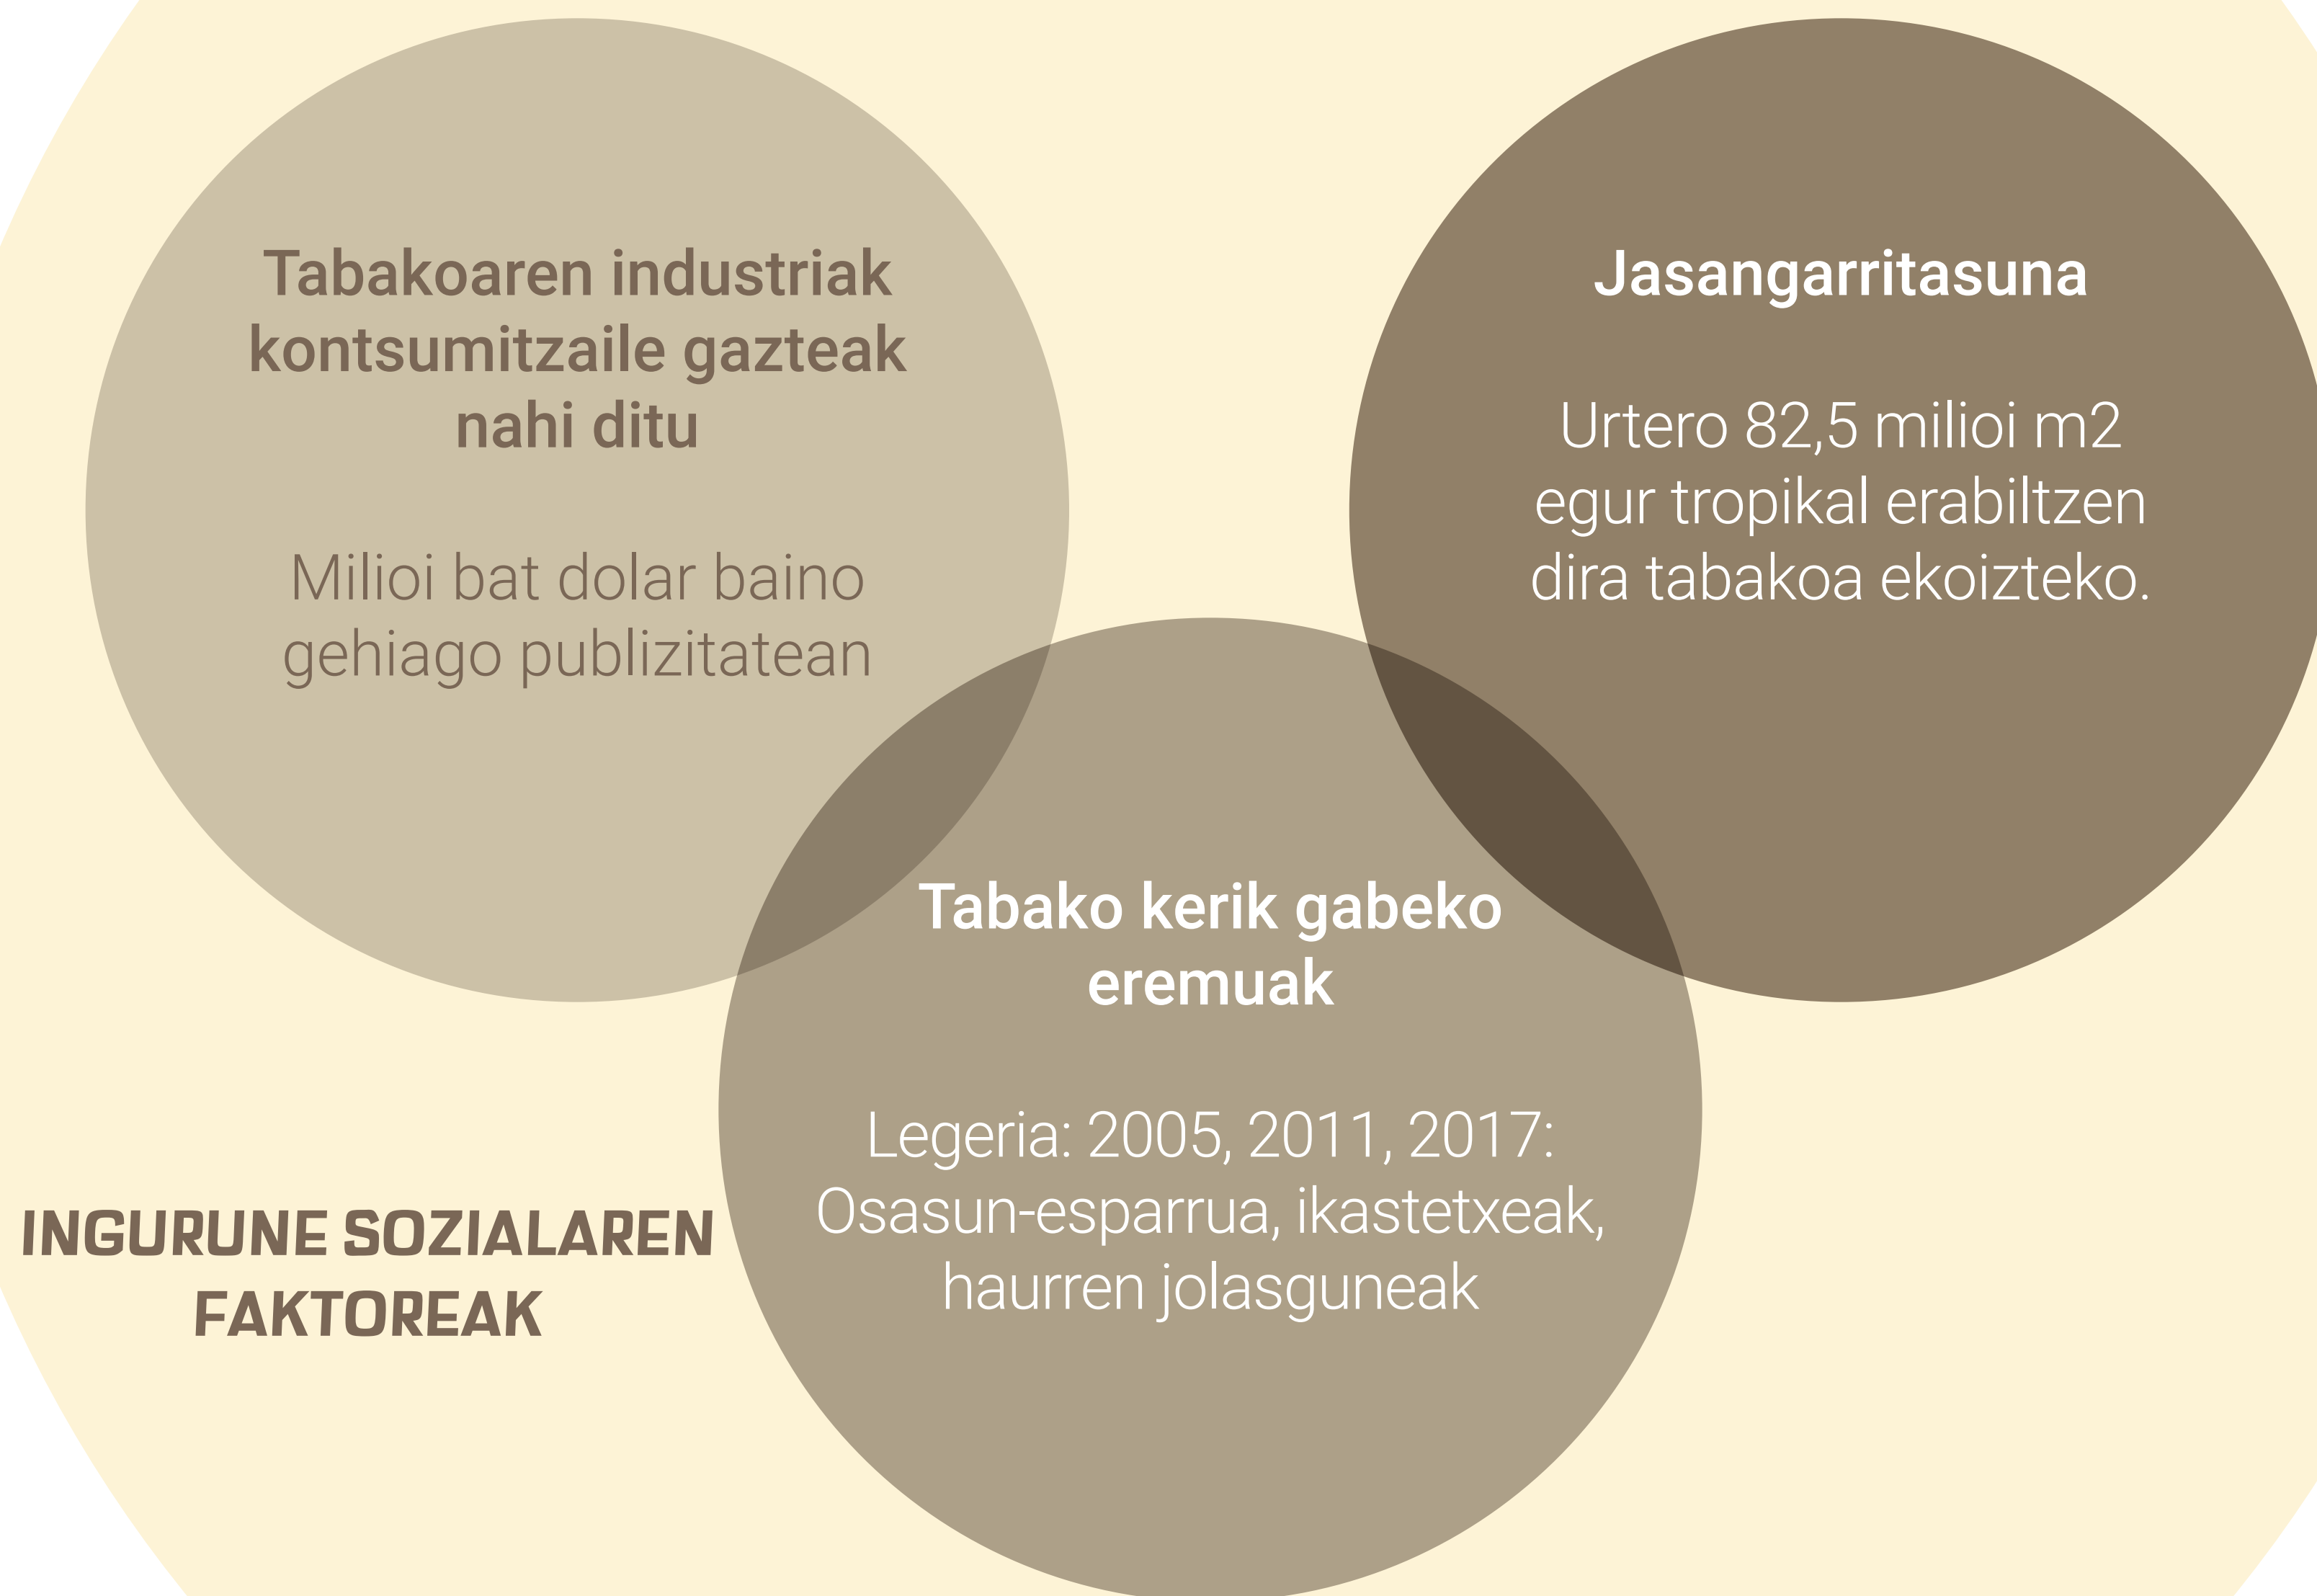 Tabakoaren industriak
kontsumitzaile gazteak
nahi ditu
Milioi bat dolar baino
gehiago publizitatean
Jasangarritasuna
Urtero 82,5 milioi m2
egur tropikal erabiltzen
dira tabakoa ekoizteko.
Tabako kerik gabeko
eremuak
Legeria: 2005, 2011, 2017:
Osasun-esparrua, ikastetxeak,
haurren jolasguneak
INGURUNE SOZIALAREN
FAKTOREAK